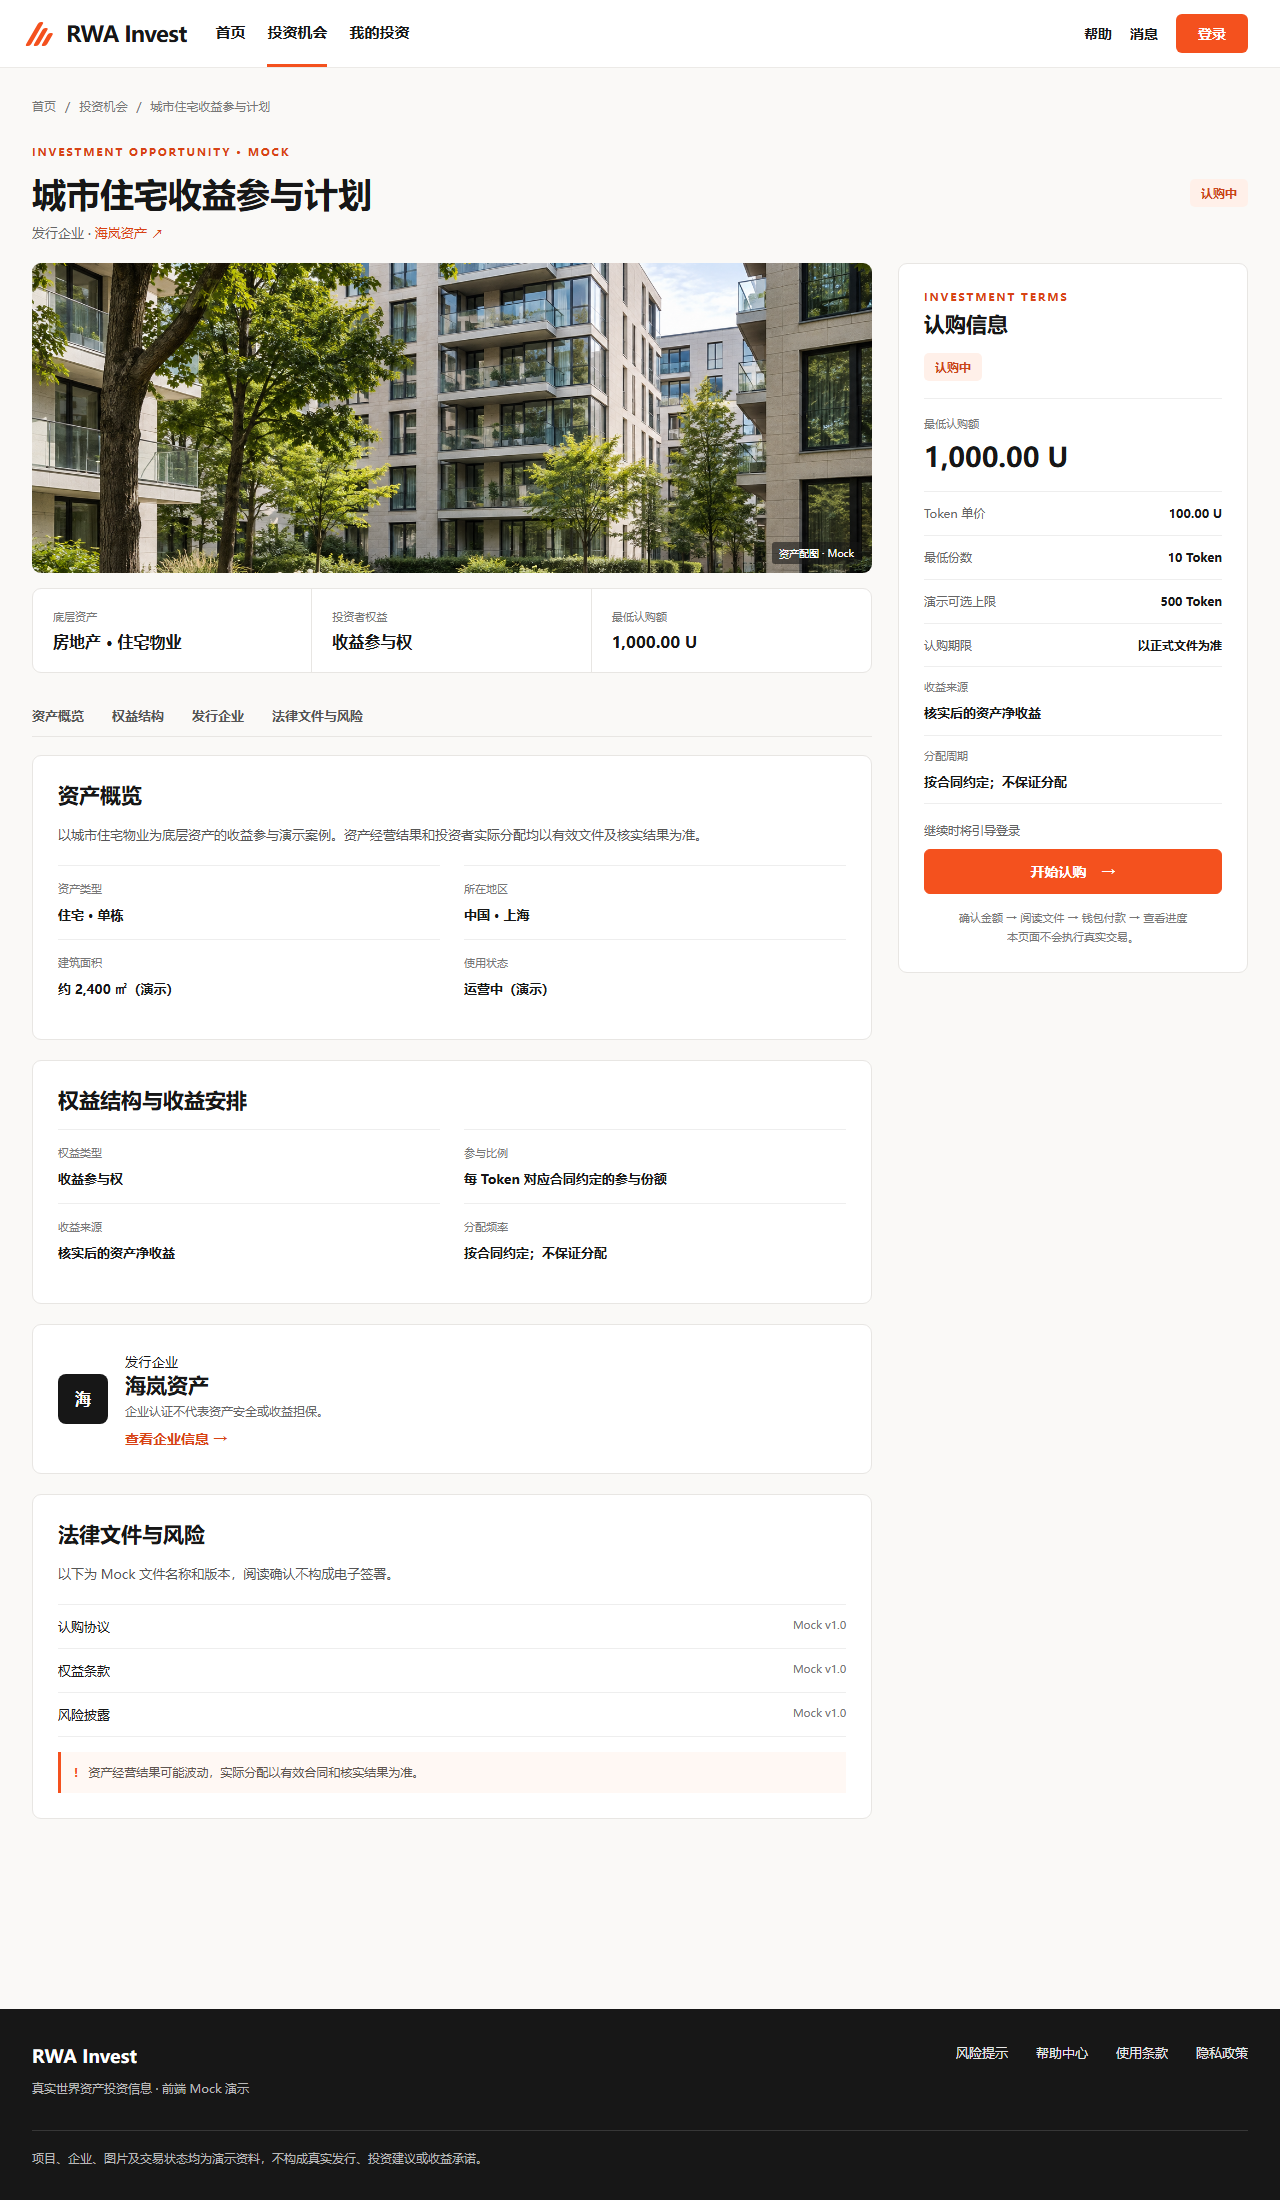 RWA Invest
首页 投资机会 我的投资
帮助 消息 登录
首页 / 投资机会 / 城市住宅收益参与计划
INVESTMENT OPPORTUNITY • MOCK
城市住宅收益参与计划
认购中
发行企业 · 海岚资产 ↗
资产配图 · Mock
底层资产
房地产 • 住宅物业
投资者权益
收益参与权
最低认购额
1,000.00 U
资产概览 权益结构 发行企业 法律文件与风险
资产概览
以城市住宅物业为底层资产的收益参与演示案例。资产经营结果和投资者实际分配均以有效文件及核实结果为准。
资产类型
住宅 • 单栋
所在地区
中国 • 上海
建筑面积
约 2,400 ㎡（演示）
使用状态
运营中（演示）
权益结构与收益安排
权益类型
收益参与权
参与比例
每 Token 对应合同约定的参与份额
收益来源
核实后的资产净收益
分配频率
按合同约定；不保证分配
海
发行企业
海岚资产
企业认证不代表资产安全或收益担保。
查看企业信息 →
法律文件与风险
以下为 Mock 文件名称和版本，阅读确认不构成电子签署。
认购协议 Mock v1.0
权益条款 Mock v1.0
风险披露 Mock v1.0
! 资产经营结果可能波动，实际分配以有效合同和核实结果为准。
INVESTMENT TERMS
认购信息
认购中
最低认购额
1,000.00 U
Token 单价 100.00 U
最低份数 10 Token
演示可选上限 500 Token
认购期限 以正式文件为准
收益来源
核实后的资产净收益
分配周期
按合同约定；不保证分配
继续时将引导登录
开始认购 →
确认金额 → 阅读文件 → 钱包付款 → 查看进度
本页面不会执行真实交易。
RWA Invest
真实世界资产投资信息 · 前端 Mock 演示
风险提示 帮助中心 使用条款 隐私政策
项目、企业、图片及交易状态均为演示资料，不构成真实发行、投资建议或收益承诺。